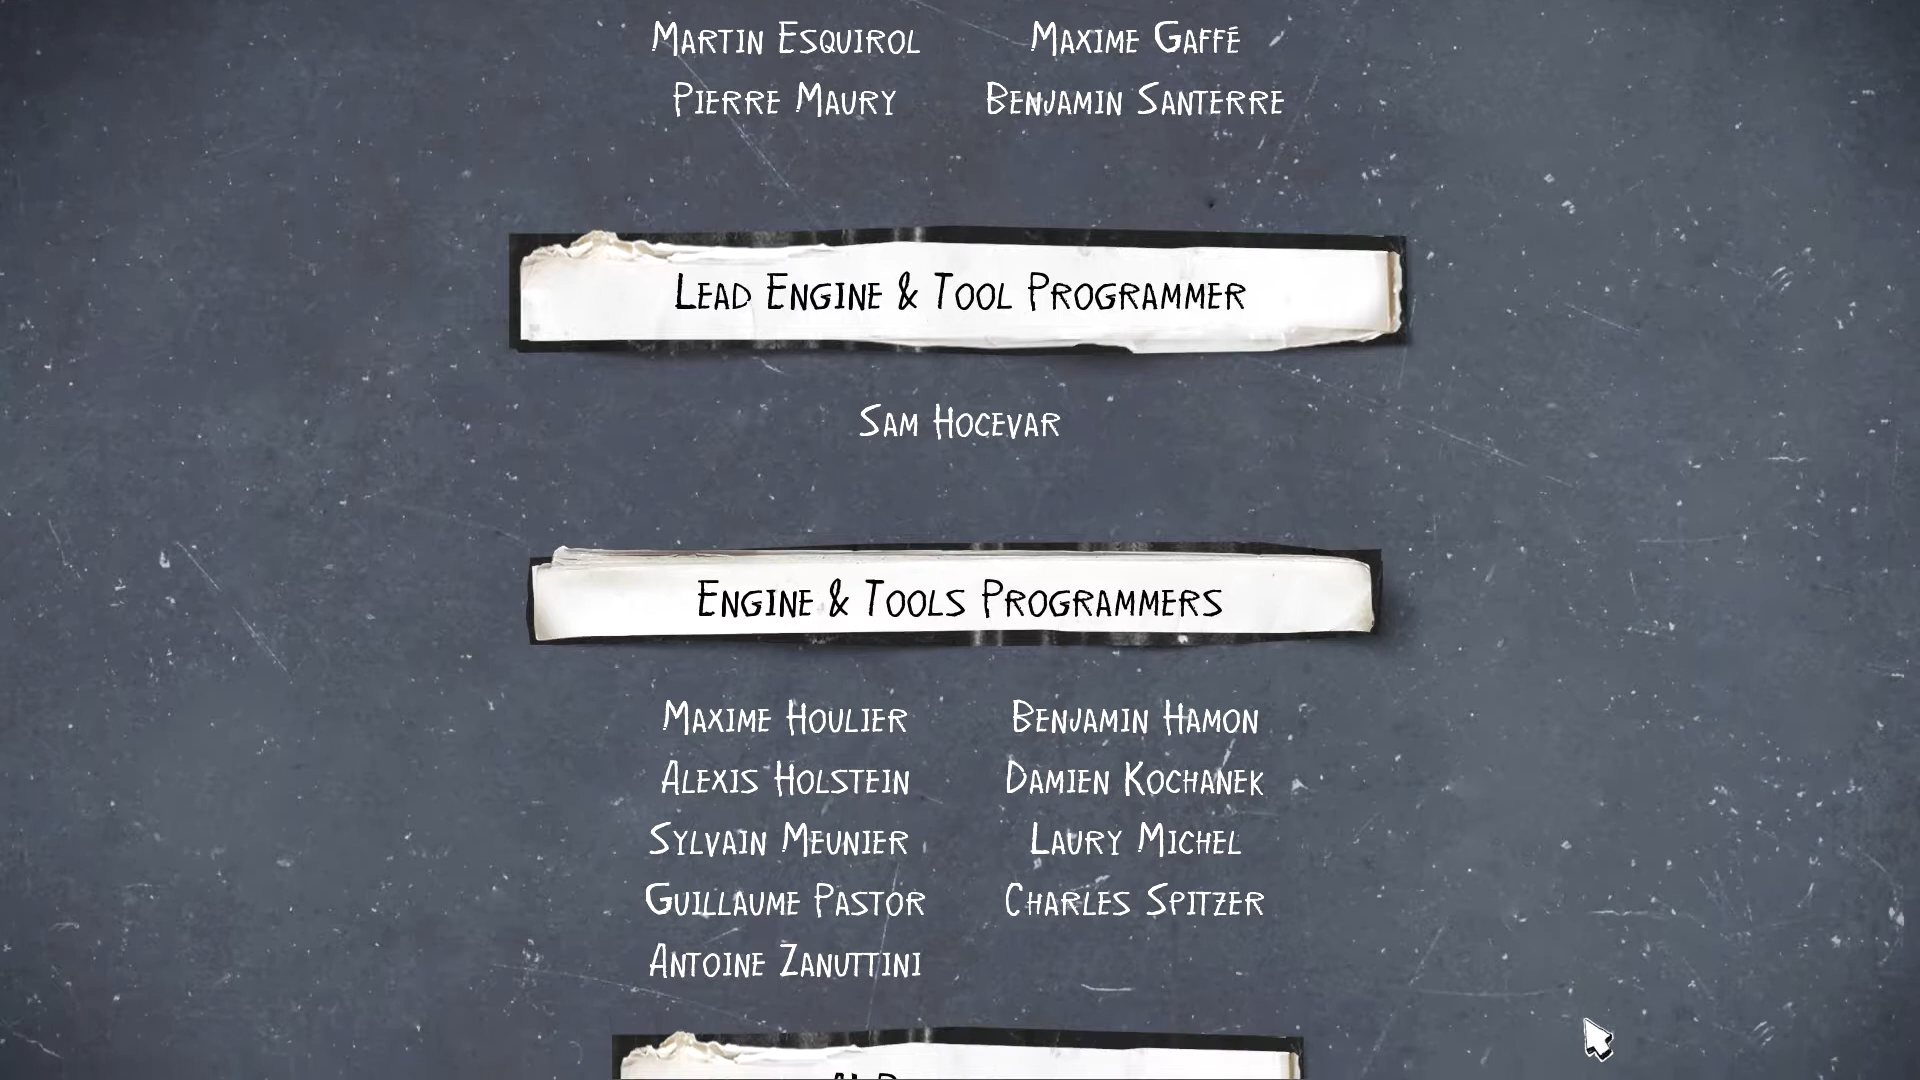 Martin Esquirol Maxime Gaffé
Pierre Maury Benjamin Santerre
Lead Engine & Tool Programmer
Sam Hocevar
Engine & Tools Programmers
Maxime Houlier Benjamin Hamon
Alexis Holstein Damien Kochanek
Sylvain Meunier Laury Michel
Guillaume Pastor Charles Spitzer
Antoine Zanuttini